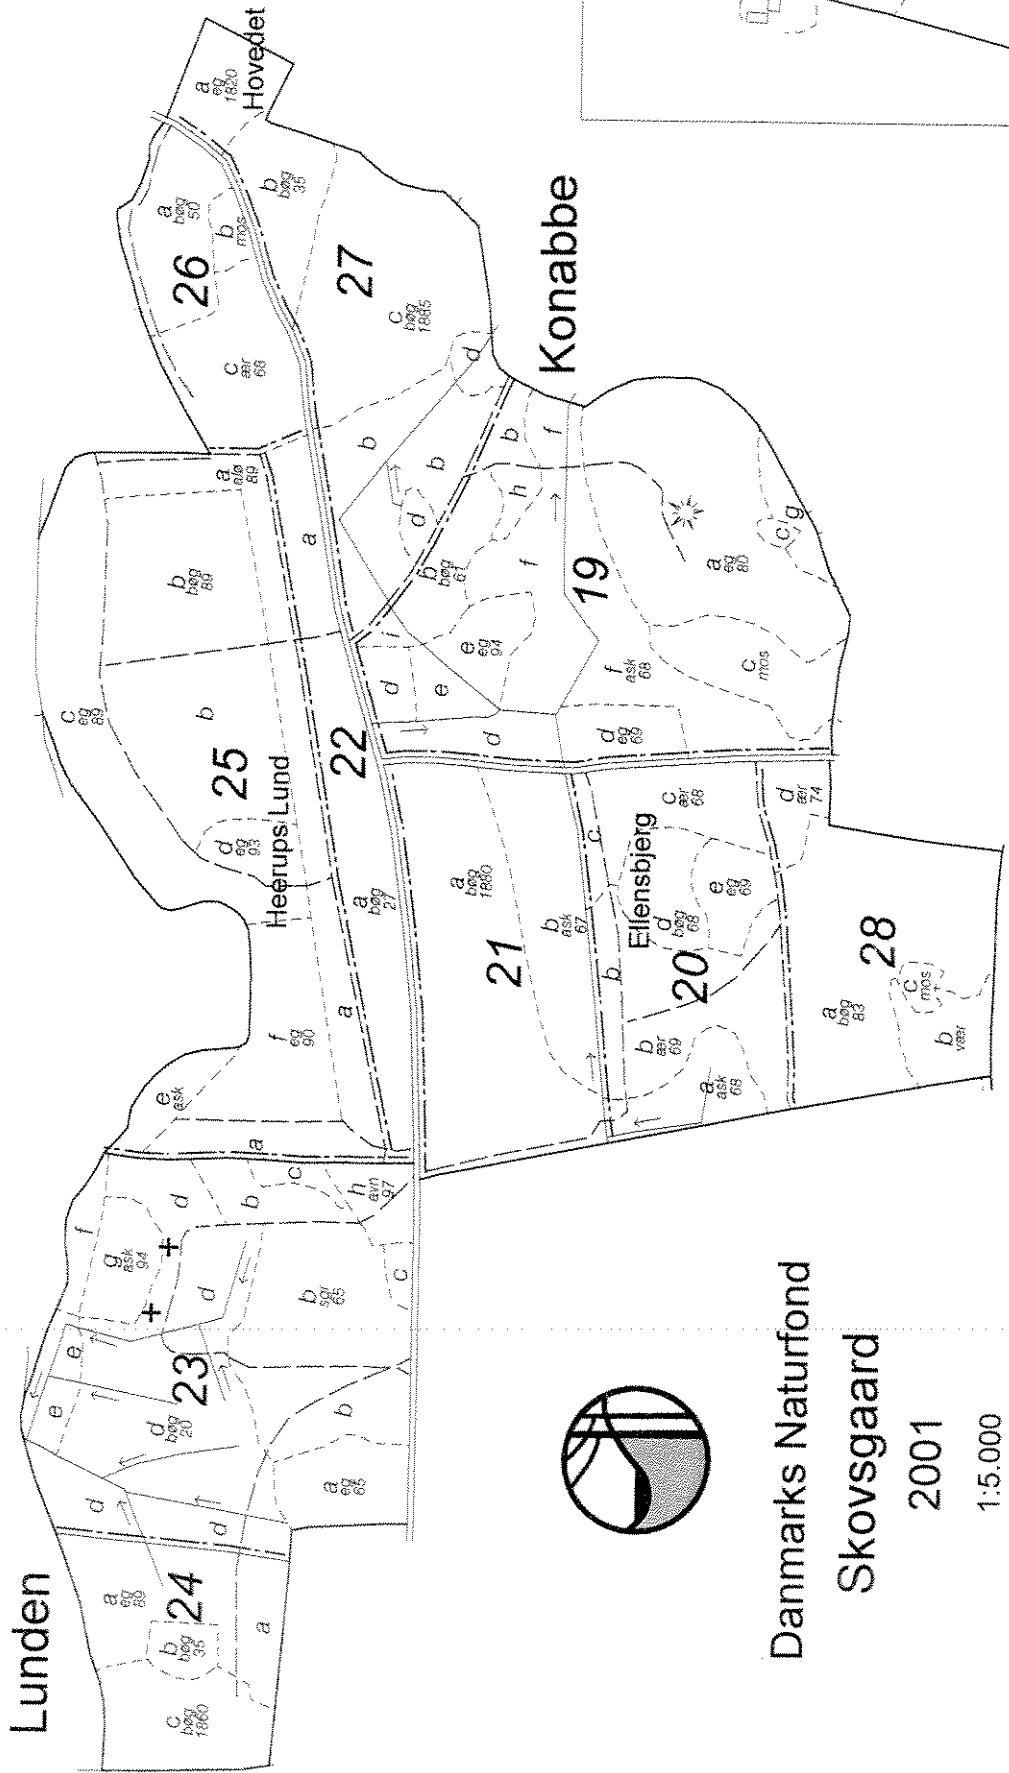 Lunden
c
bøg
1860
b
bøg
35
a
eg
89
24
a
d
d
a
eg
65
b
e
e
d
bøg
20
23
d
f
g
ask
94
d
b
sgr
65
c
b
c
h
avn
97
a
e
ask
f
eg
90
a
c
eg
89
b
25
Heerups Lund
d
eg
93
b
bøg
89
a
alø
89
22
a
bøg
27
a
26
a
bøg
50
b
mos
c
ær
68
a
eg
1820
Hovedet
b
bøg
35
27
c
bøg
1885
d
b
b
d
Konabbe
b
f
h
b
bøg
61
f
e
eg
94
19
d
e
d
f
ask
68
d
eg
69
a
eg
80
c
g
c
mos
21
a
bøg
1880
b
ask
67
c
b
Ellensbjerg
c
ær
68
d
bøg
68
e
eg
69
20
b
ær
69
a
ask
68
d
ær
74
28
a
bøg
83
c
mos
b
vær
Danmarks Naturfond
Skovsgaard
2001
1:5.000